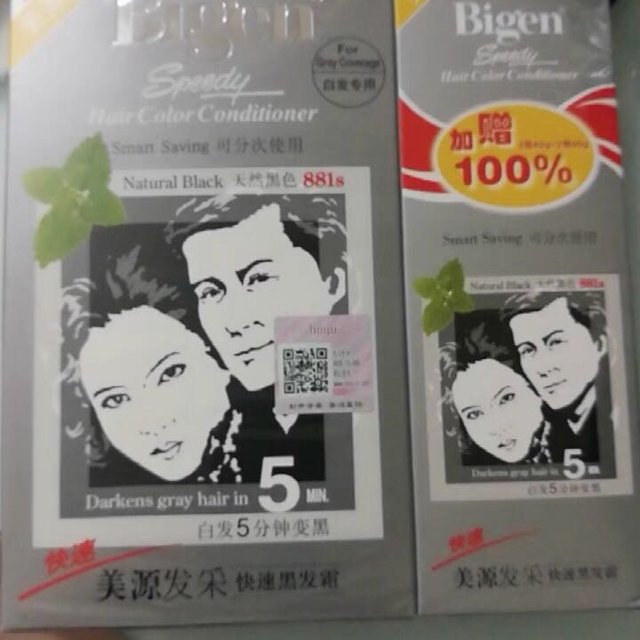 Bigen
Speedy
Hair Color Conditioner
For
Gray Coverage
白发专用
Smart Saving 可分次使用
Natural Black 天然黑色 881s
Darkens gray hair in 5 MIN.
白发5分钟变黑
快速
美源发采 快速黑发霜
Bigen
Speedy
Hair Color Conditioner
加赠
100%
Smart Saving 可分次使用
Natural Black 天然黑色 881s
Darkens gray hair in 5
白发5分钟变黑
快速
美源发采 快速黑发霜